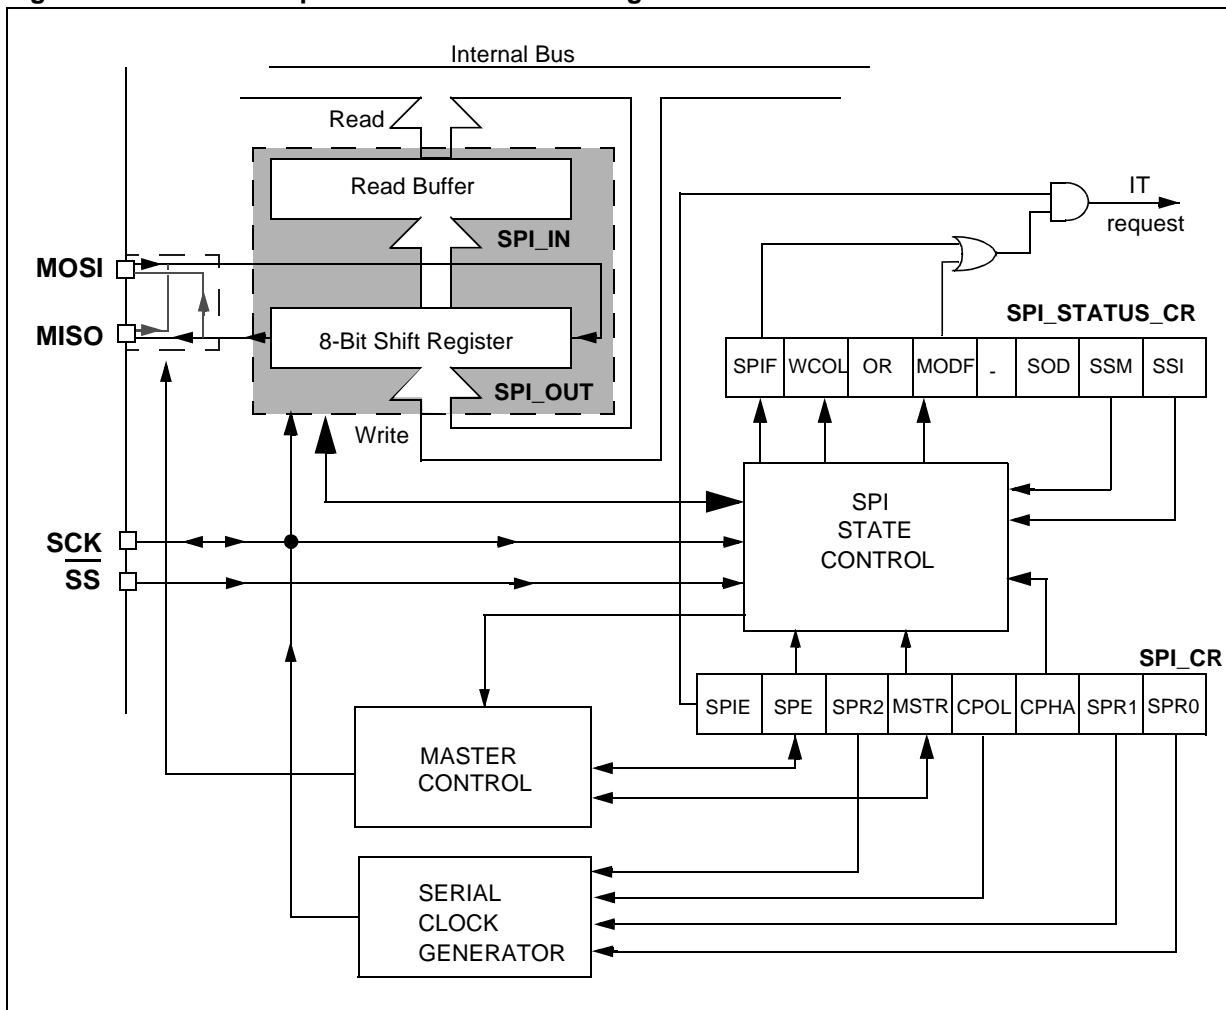 Internal Bus
Read
Read Buffer
SPI_IN
IT
request
MOSI
MISO
8-Bit Shift Register
SPI_OUT
Write
SPI_STATUS_CR
SPIF WCOL OR MODF - SOD SSM SSI
SPI
STATE
CONTROL
SCK
SS
SPI_CR
SPIE SPE SPR2 MSTR CPOL CPHA SPR1 SPR0
MASTER
CONTROL
SERIAL
CLOCK
GENERATOR